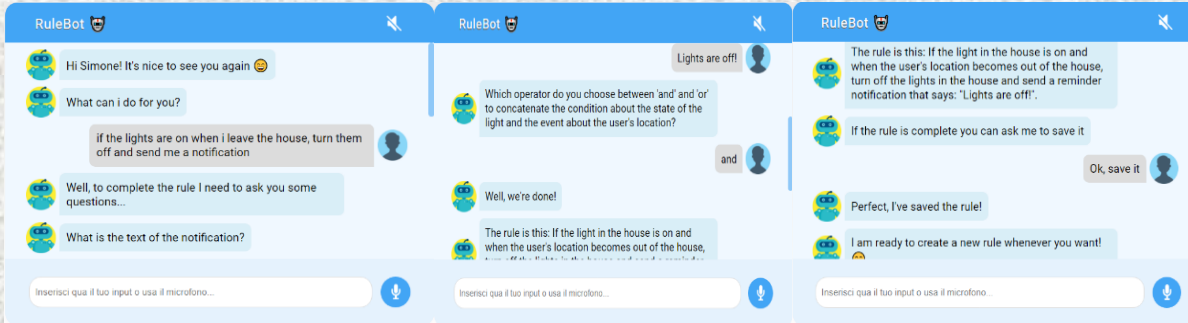 RuleBot
Hi Simone! It's nice to see you again
What can i do for you?
if the lights are on when i leave the house, turn them
off and send me a notification
Well, to complete the rule I need to ask you some
questions...
What is the text of the notification?
Inserisci qua il tuo input o usa il microfono...
RuleBot
Lights are off!
Which operator do you choose between 'and' and 'or'
to concatenate the condition about the state of the
light and the event about the user's location?
and
Well, we're done!
The rule is this: If the light in the house is on and
when the user's location becomes out of the house,
turn off the lights in the house and send a reminder
Inserisci qua il tuo input o usa il microfono...
RuleBot
The rule is this: If the light in the house is on and
when the user's location becomes out of the house,
turn off the lights in the house and send a reminder
notification that says: "Lights are off!".
If the rule is complete you can ask me to save it
Ok, save it
Perfect, I've saved the rule!
I am ready to create a new rule whenever you want!
Inserisci qua il tuo input o usa il microfono...